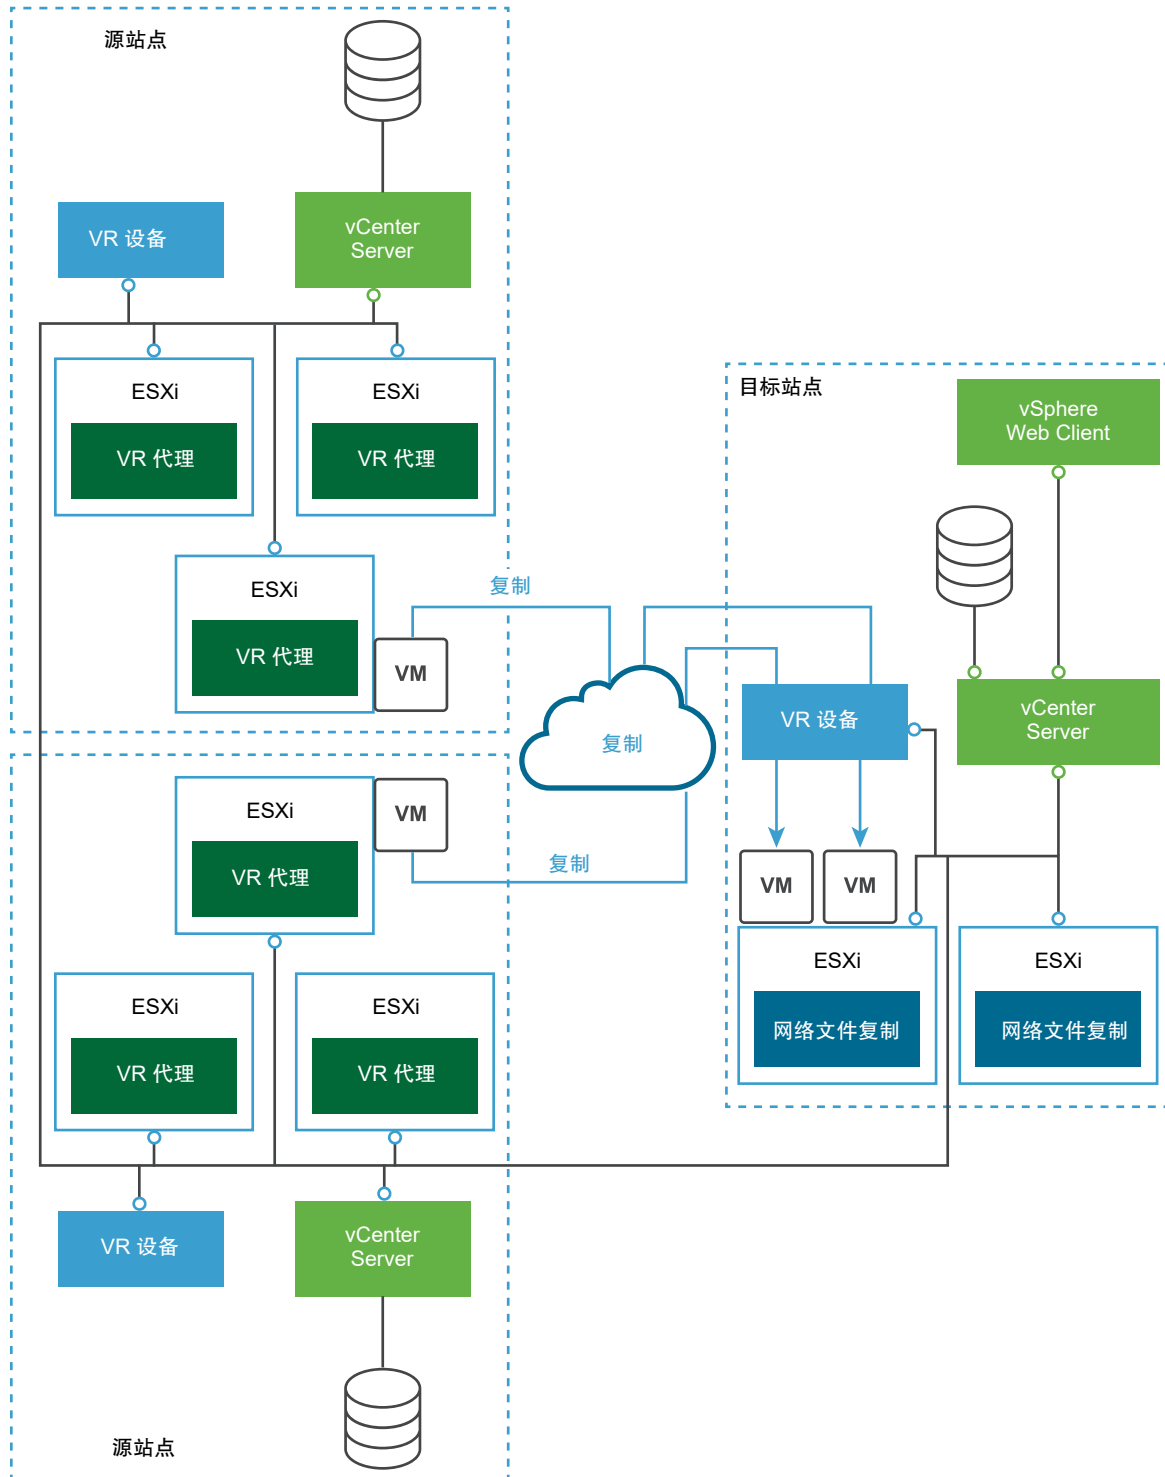 源站点
VR 设备
vCenter
Server
ESXi
VR 代理
ESXi
VR 代理
ESXi
VR 代理
VM
复制
复制
目标站点
vSphere
Web Client
VR 设备
vCenter
Server
VM
VM
ESXi
网络文件复制
ESXi
网络文件复制
ESXi
VR 代理
VM
复制
ESXi
VR 代理
ESXi
VR 代理
VR 设备
vCenter
Server
源站点